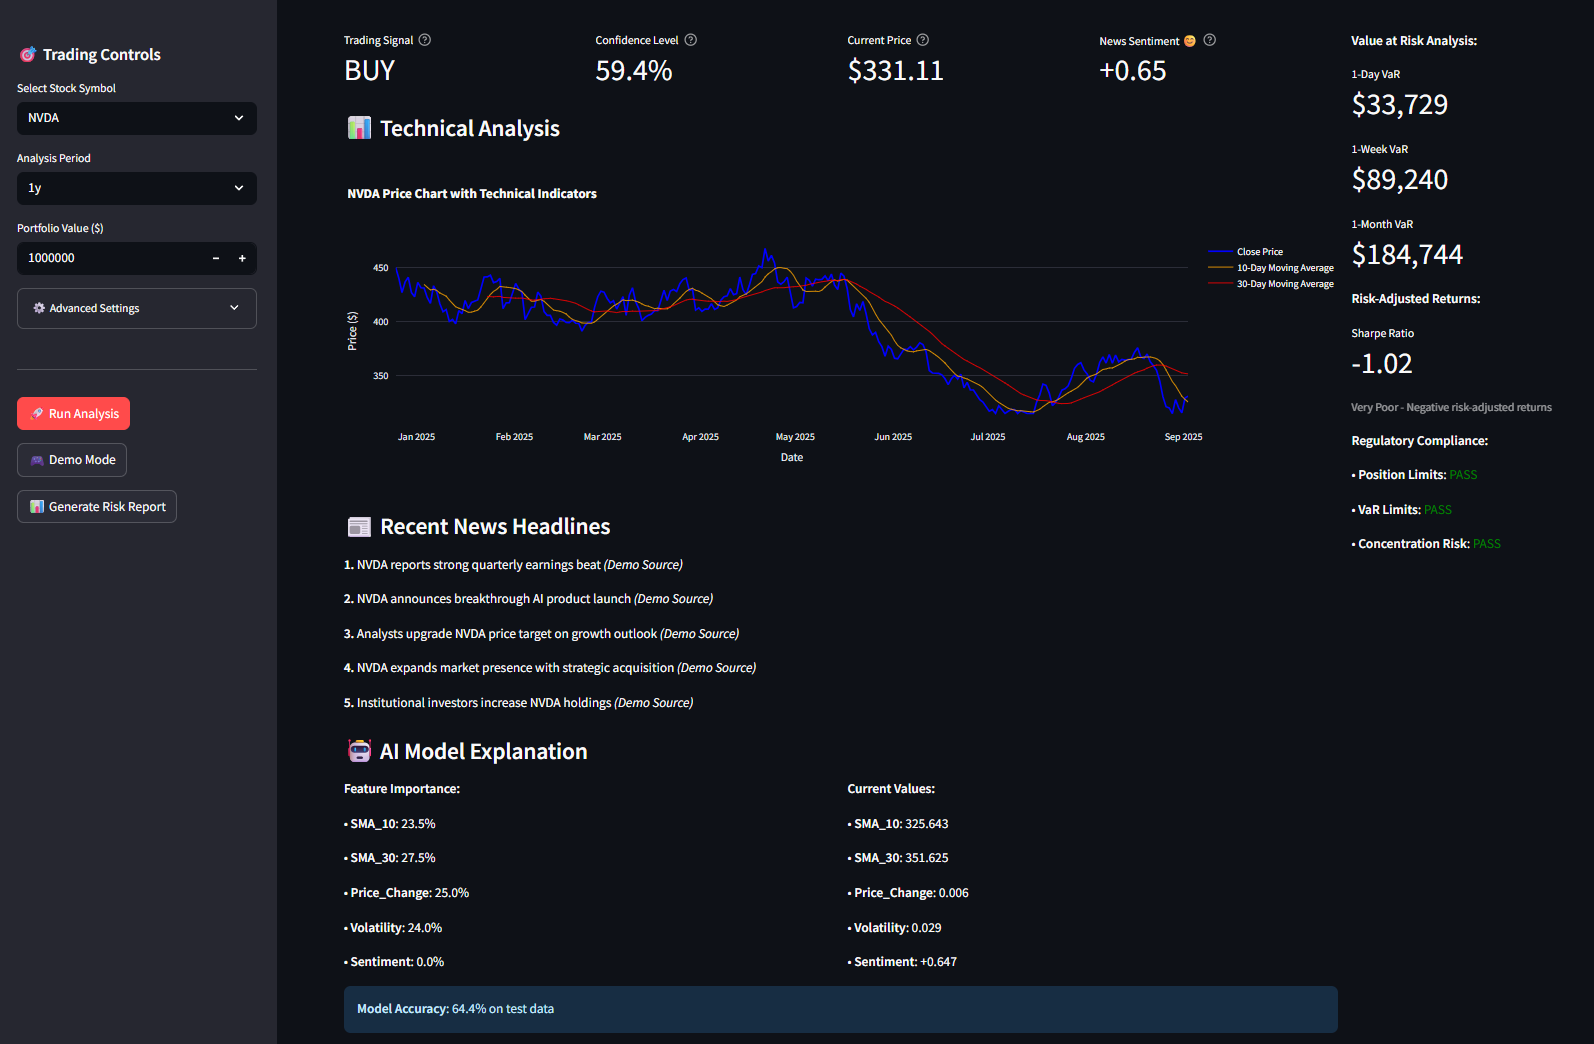 Trading Controls
Select Stock Symbol
NVDA
Analysis Period
1y
Portfolio Value ($)
1000000
Advanced Settings
Run Analysis
Demo Mode
Generate Risk Report
Trading Signal
BUY
Confidence Level
59.4%
Current Price
$331.11
News Sentiment
+0.65
Technical Analysis
NVDA Price Chart with Technical Indicators
Price ($)
450
400
350
Jan 2025 Feb 2025 Mar 2025 Apr 2025 May 2025 Jun 2025 Jul 2025 Aug 2025 Sep 2025
Date
Close Price
10-Day Moving Average
30-Day Moving Average
Recent News Headlines
1. NVDA reports strong quarterly earnings beat (Demo Source)
2. NVDA announces breakthrough AI product launch (Demo Source)
3. Analysts upgrade NVDA price target on growth outlook (Demo Source)
4. NVDA expands market presence with strategic acquisition (Demo Source)
5. Institutional investors increase NVDA holdings (Demo Source)
AI Model Explanation
Feature Importance:
• SMA_10: 23.5%
• SMA_30: 27.5%
• Price_Change: 25.0%
• Volatility: 24.0%
• Sentiment: 0.0%
Current Values:
• SMA_10: 325.643
• SMA_30: 351.625
• Price_Change: 0.006
• Volatility: 0.029
• Sentiment: +0.647
Model Accuracy: 64.4% on test data
Value at Risk Analysis:
1-Day VaR
$33,729
1-Week VaR
$89,240
1-Month VaR
$184,744
Risk-Adjusted Returns:
Sharpe Ratio
-1.02
Very Poor - Negative risk-adjusted returns
Regulatory Compliance:
• Position Limits: PASS
• VaR Limits: PASS
• Concentration Risk: PASS